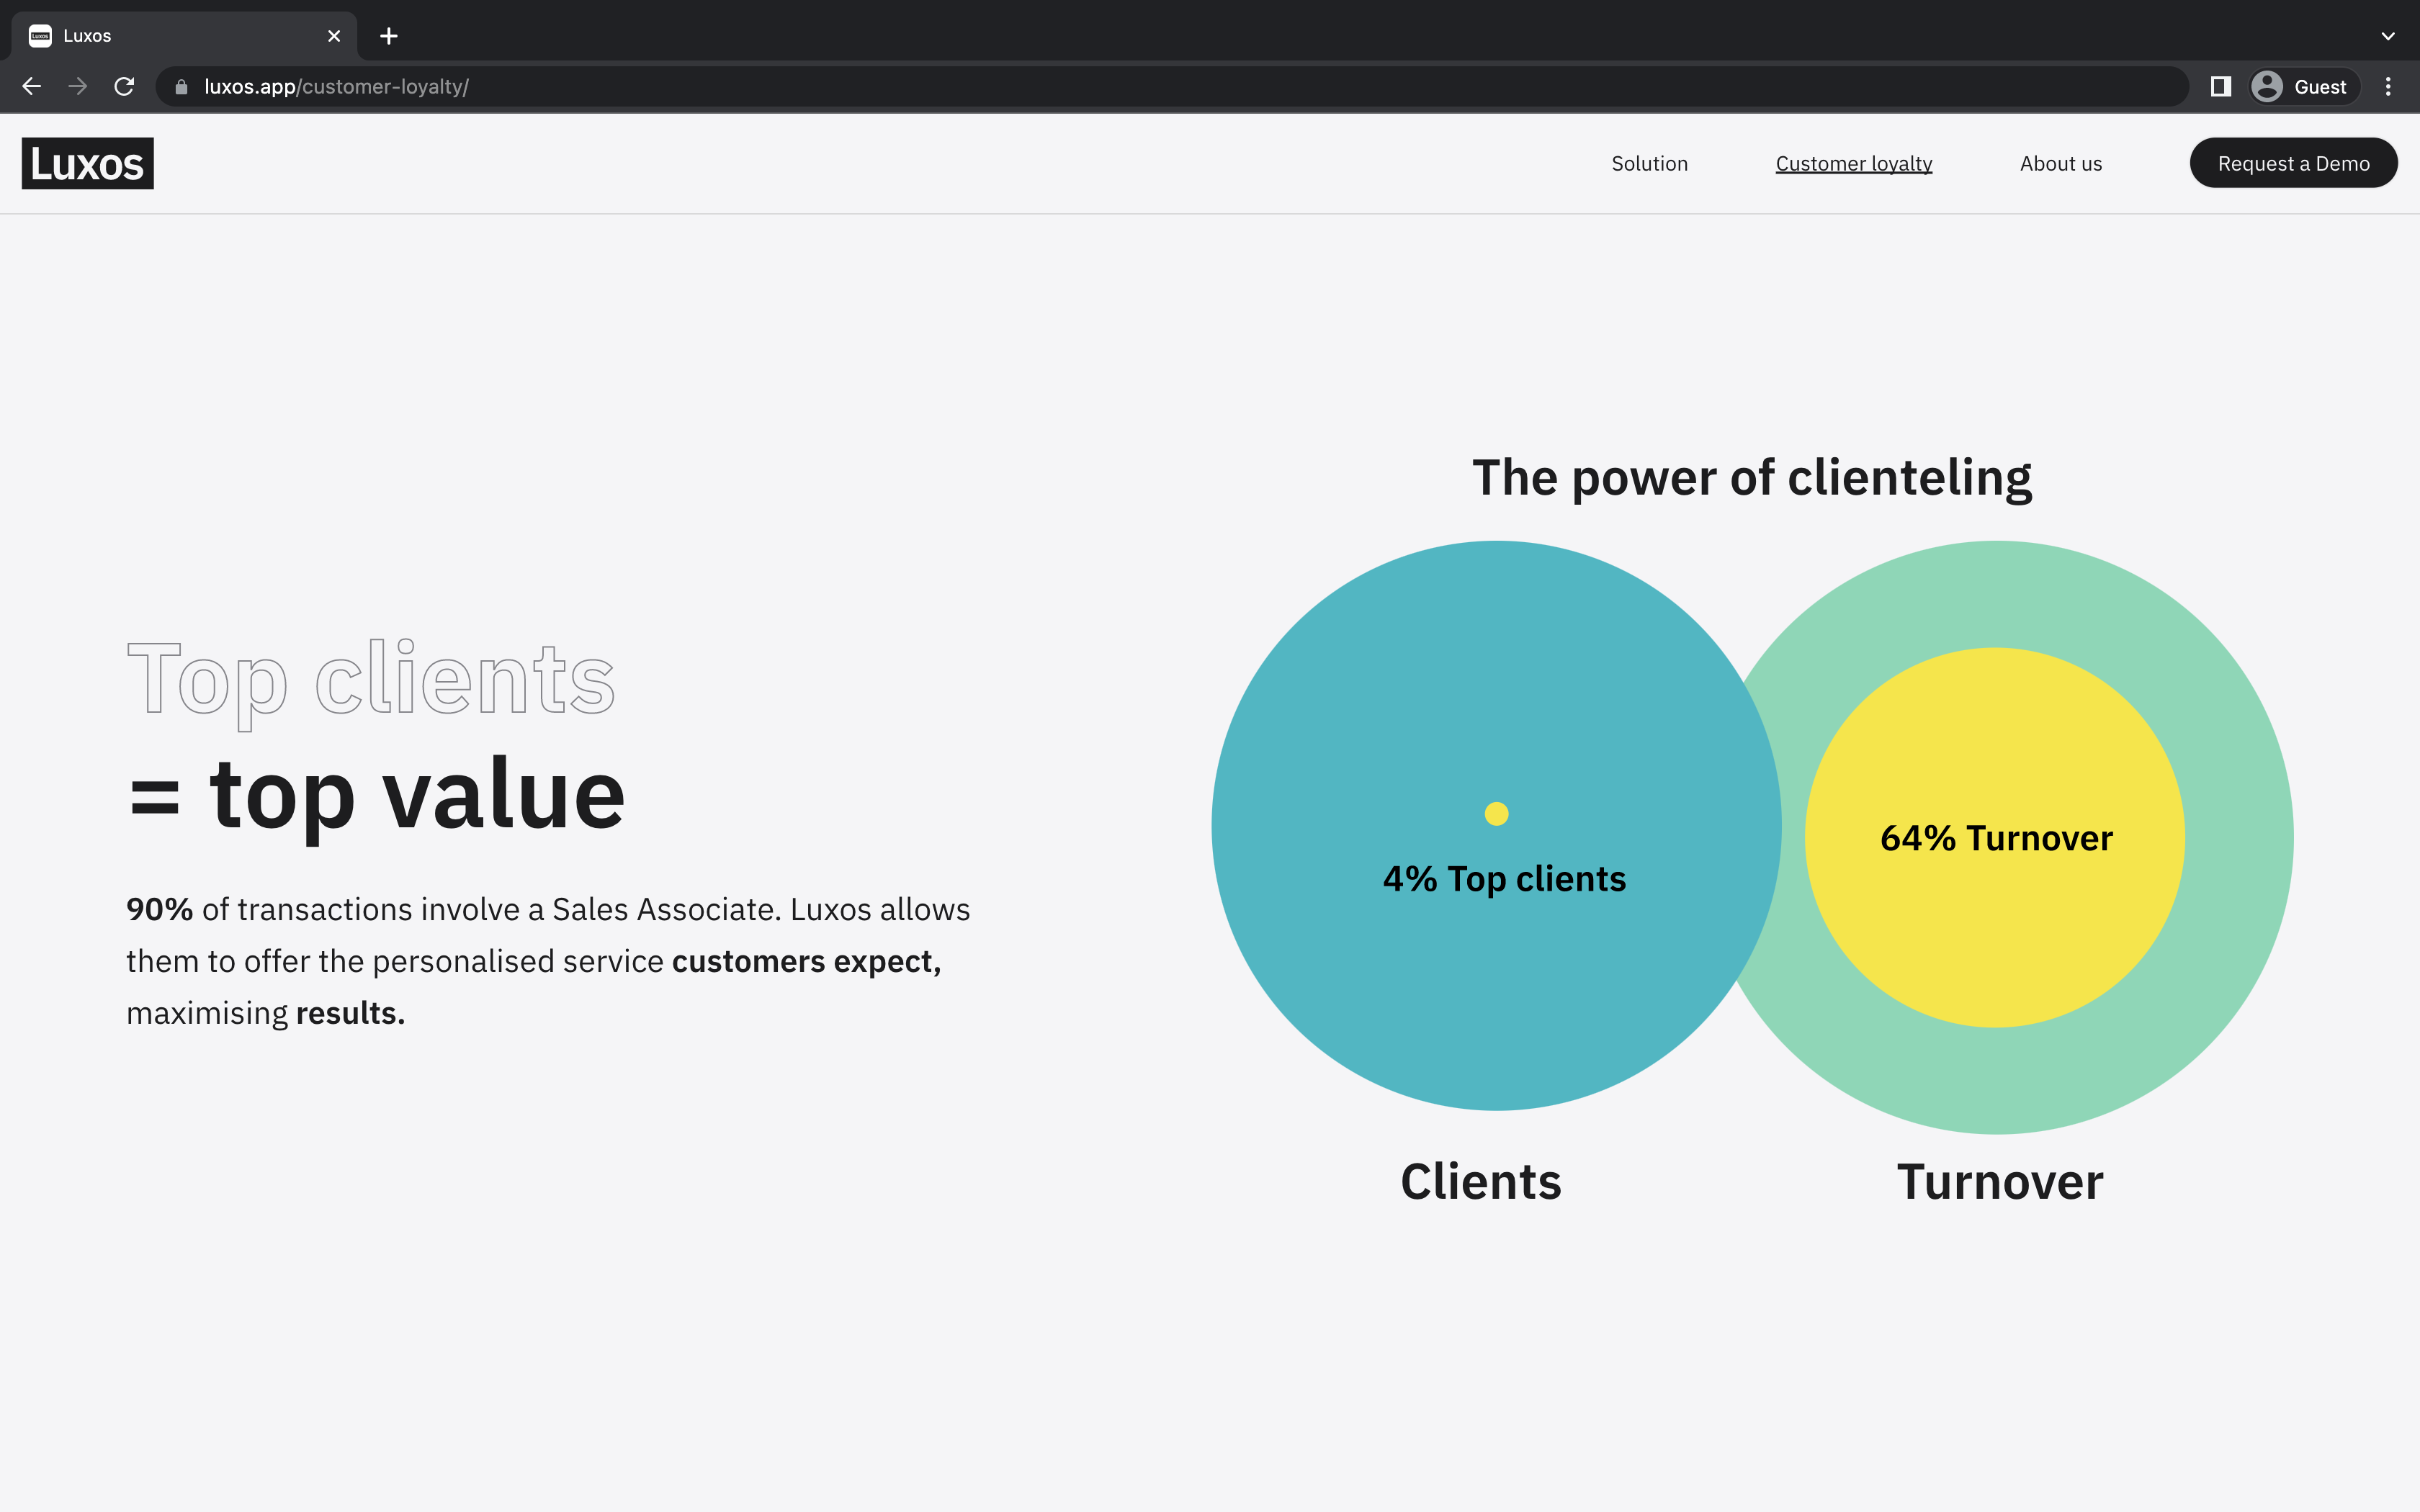 Luxos
luxos.app/customer-loyalty/
Guest
Luxos
Solution
Customer loyalty
About us
Request a Demo
The power of clienteling
Top clients
= top value
90% of transactions involve a Sales Associate. Luxos allows
them to offer the personalised service customers expect,
maximising results.
4% Top clients
64% Turnover
Clients
Turnover